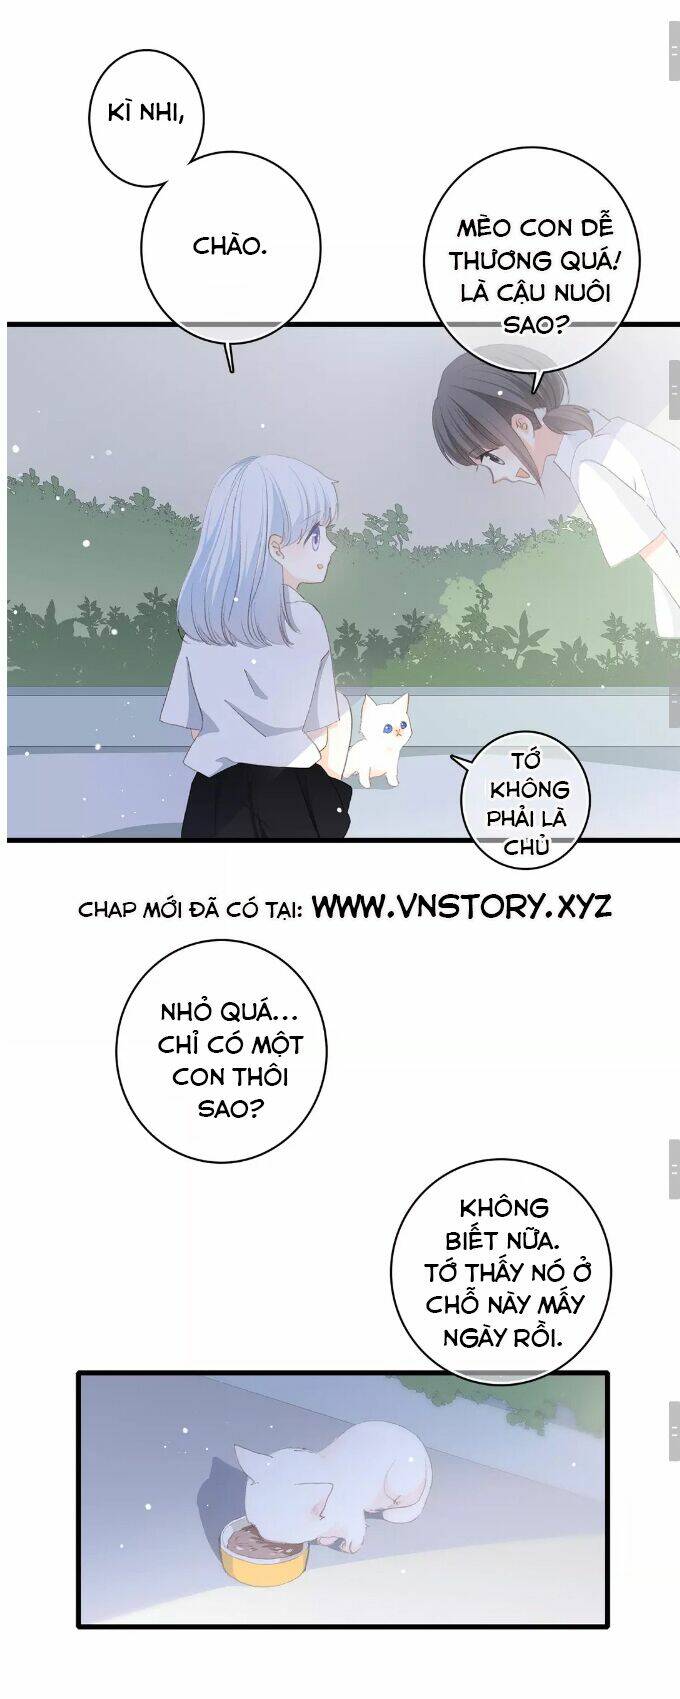 KÌ NHI,
CHÀO.
MÈO CON DỄ
THƯƠNG QUÁ!
LÀ CẬU NUÔI
SAO?
TỚ
KHÔNG
PHẢI LÀ
CHỦ
CHAP MỚI ĐÃ CÓ TẠI: WWW.VNSTORY.XYZ
NHỎ QUÁ...
CHỈ CÓ MỘT
CON THÔI
SAO?
KHÔNG
BIẾT NỮA.
TỚ THẤY NÓ Ở
CHỖ NÀY MẤY
NGÀY RỒI.